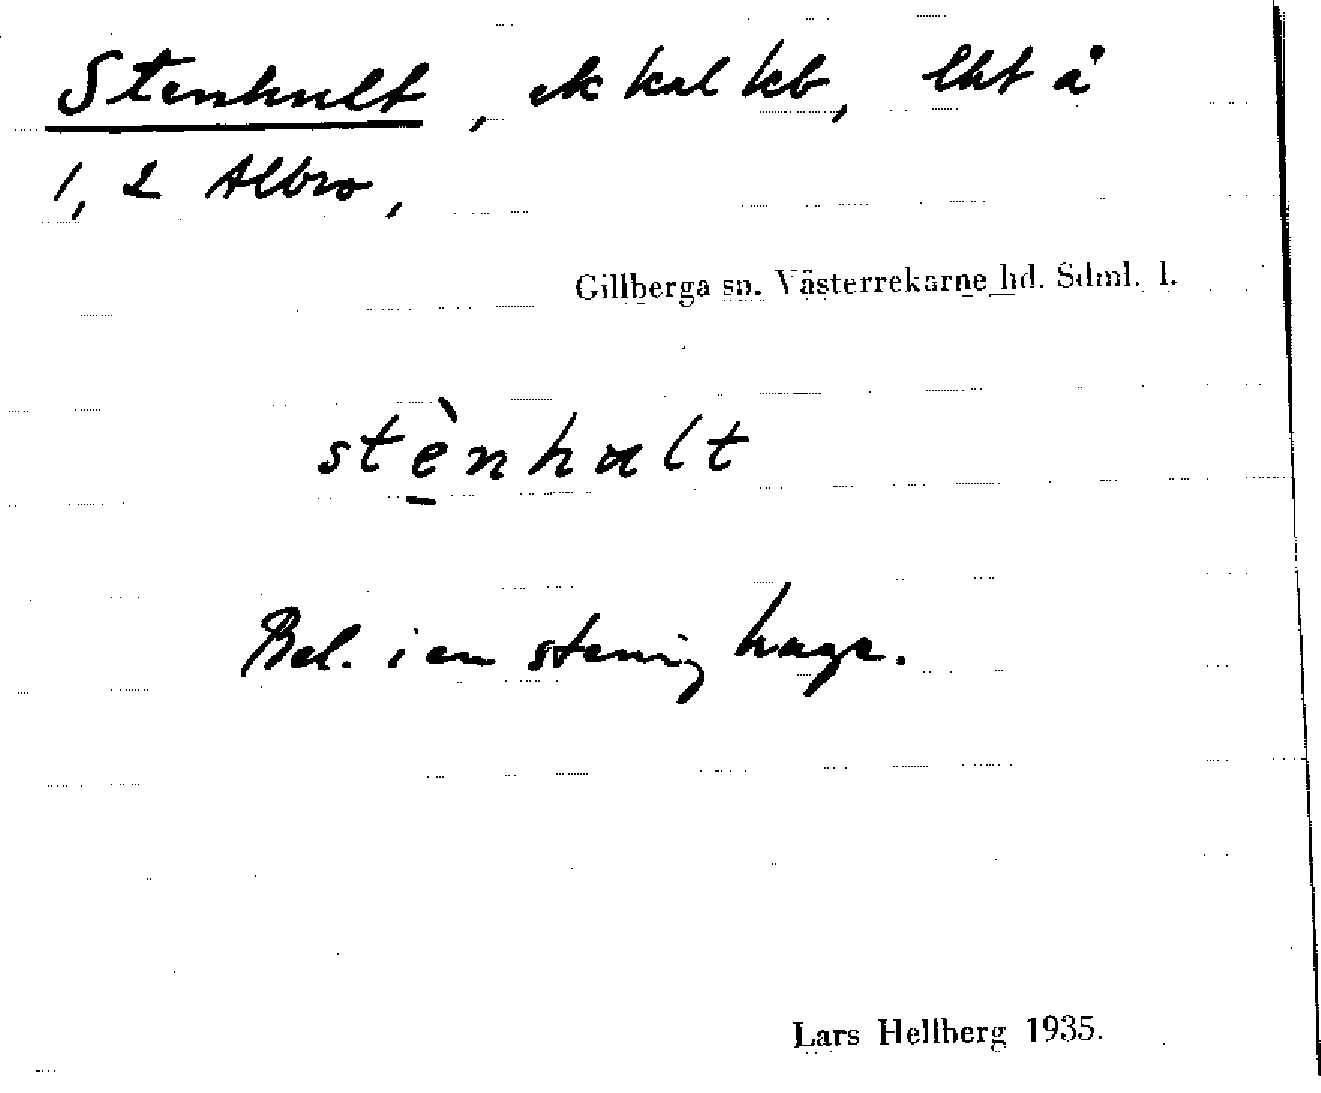 Stenhult, ek kal kb, lht å
1, 2 Albro,
Gillberga sn. Västerrekarne hd. Sdml. l.
stènhult
Bel. i en stenig hage.
Lars Hellberg 1935.